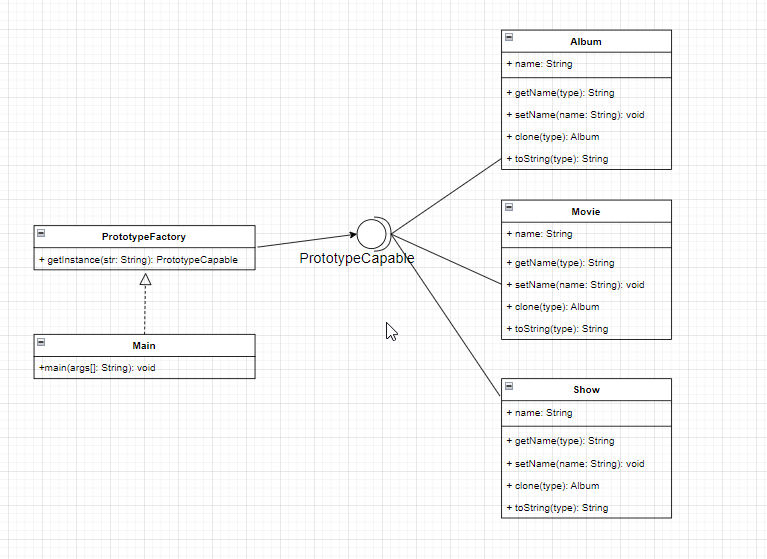 Album
+ name: String
+ getName(type): String
+ setName(name: String): void
+ clone(type): Album
+ toString(type): String
Movie
+ name: String
+ getName(type): String
+ setName(name: String): void
+ clone(type): Album
+ toString(type): String
PrototypeFactory
+ getInstance(str: String): PrototypeCapable
PrototypeCapable
Main
+main(args[]: String): void
Show
+ name: String
+ getName(type): String
+ setName(name: String): void
+ clone(type): Album
+ toString(type): String